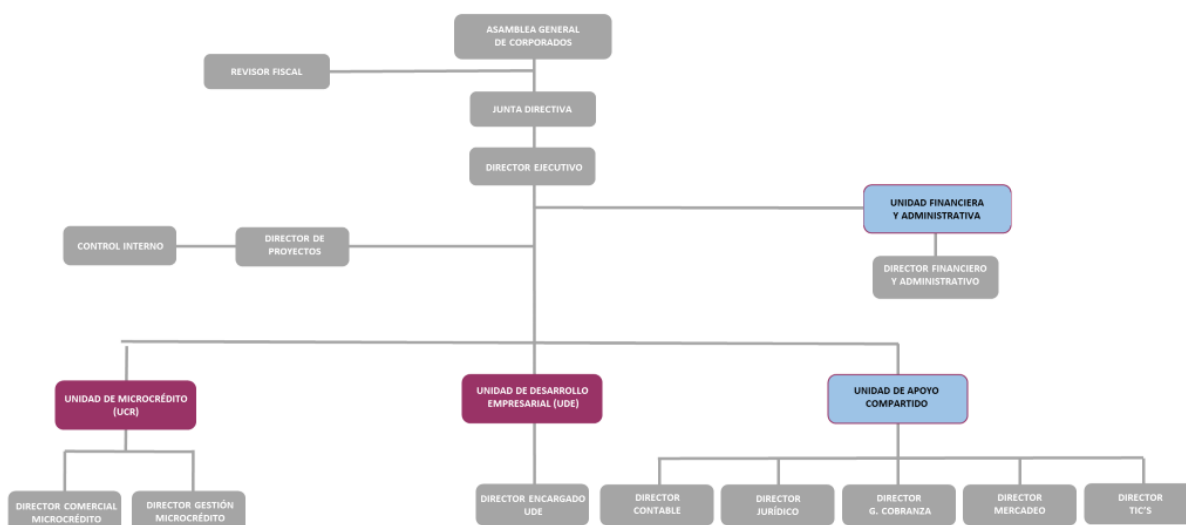 ASAMBLEA GENERAL
DE CORPORADOS
REVISOR FISCAL
JUNTA DIRECTIVA
DIRECTOR EJECUTIVO
UNIDAD FINANCIERA
Y ADMINISTRATIVA
CONTROL INTERNO
DIRECTOR DE
PROYECTOS
DIRECTOR FINANCIERO
Y ADMINISTRATIVO
UNIDAD DE MICROCRÉDITO
(UCR)
UNIDAD DE DESARROLLO
EMPRESARIAL (UDE)
UNIDAD DE APOYO
COMPARTIDO
DIRECTOR COMERCIAL
MICROCRÉDITO
DIRECTOR GESTIÓN
MICROCRÉDITO
DIRECTOR ENCARGADO
UDE
DIRECTOR
CONTABLE
DIRECTOR
JURÍDICO
DIRECTOR
G. COBRANZA
DIRECTOR
MERCADEO
DIRECTOR
TIC'S